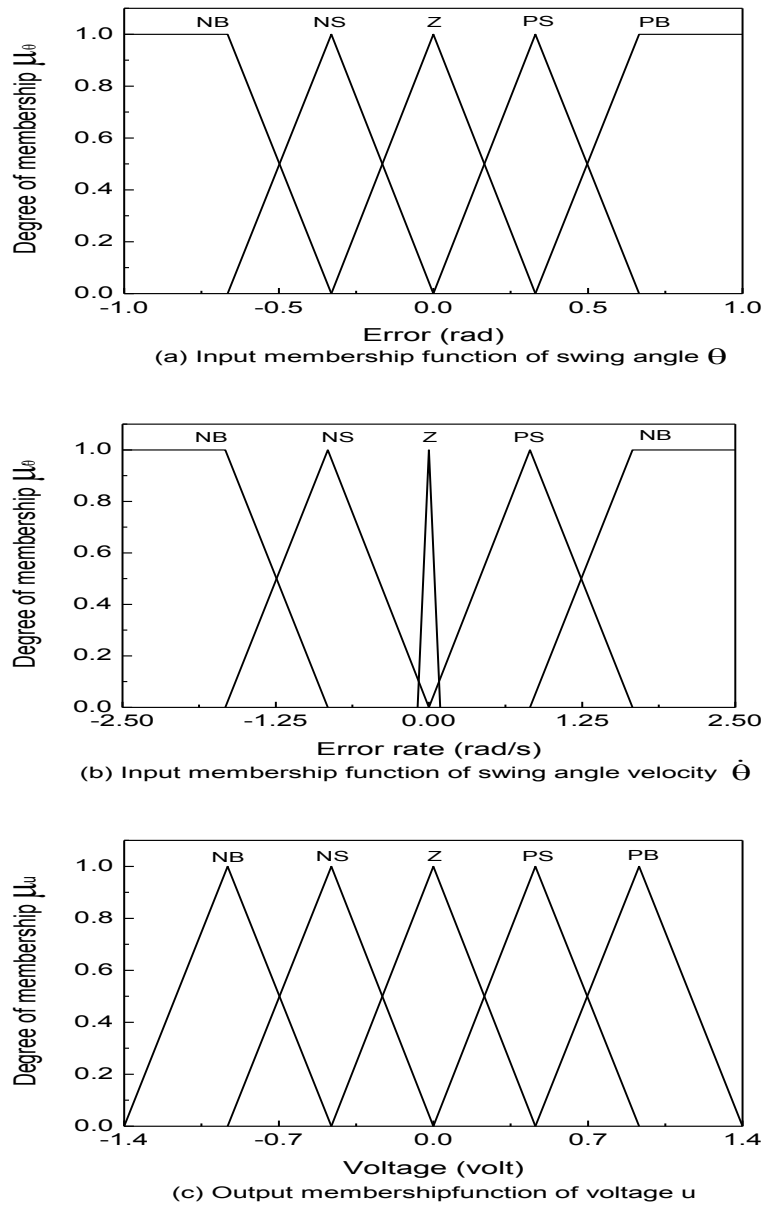 NB NS Z PS PB
1.0
0.8
0.6
0.4
0.2
0.0
Degree of membership μθ
-1.0 -0.5 0.0 0.5 1.0
Error (rad)
(a) Input membership function of swing angle θ
NB NS Z PS NB
1.0
0.8
0.6
0.4
0.2
0.0
Degree of membership μθ
-2.50 -1.25 0.00 1.25 2.50
Error rate (rad/s)
(b) Input membership function of swing angle velocity θ̇
NB NS Z PS PB
1.0
0.8
0.6
0.4
0.2
0.0
Degree of membership μu
-1.4 -0.7 0.0 0.7 1.4
Voltage (volt)
(c) Output membershipfunction of voltage u